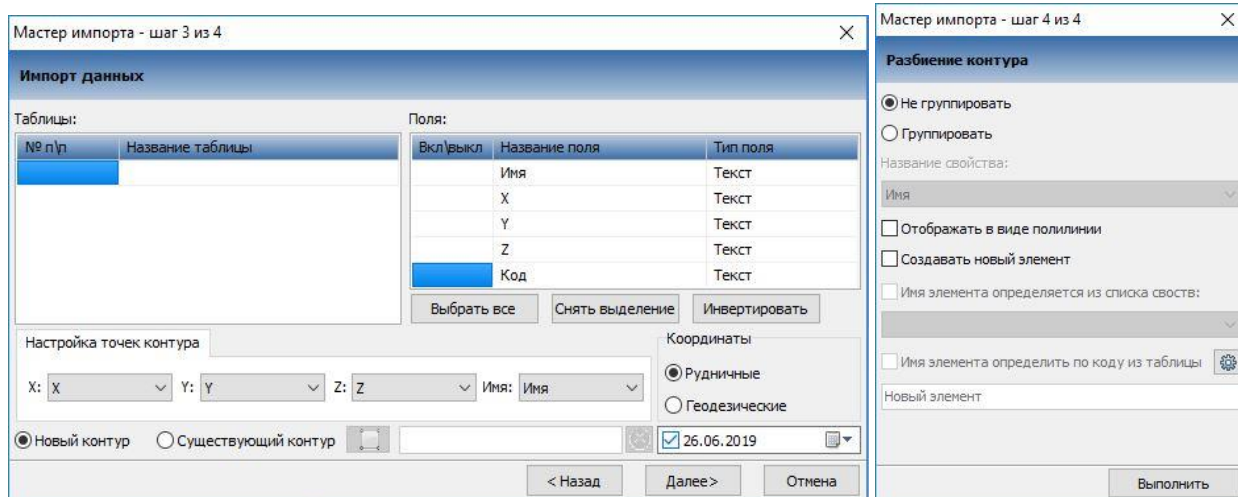 Мастер импорта - шаг 3 из 4
Импорт данных
Таблицы:
№ п\п Название таблицы
Поля:
Вкл\выкл Название поля Тип поля
Имя Текст
X Текст
Y Текст
Z Текст
Код Текст
Выбрать все Снять выделение Инвертировать
Настройка точек контура
X: X Y: Y Z: Z Имя: Имя
Координаты
Рудничные
Геодезические
Новый контур Существующий контур 26.06.2019
< Назад Далее> Отмена
Мастер импорта - шаг 4 из 4
Разбиение контура
Не группировать
Группировать
Название свойства:
Имя
Отображать в виде полилинии
Создавать новый элемент
Имя элемента определяется из списка своств:
Имя элемента определить по коду из таблицы
Новый элемент
Выполнить